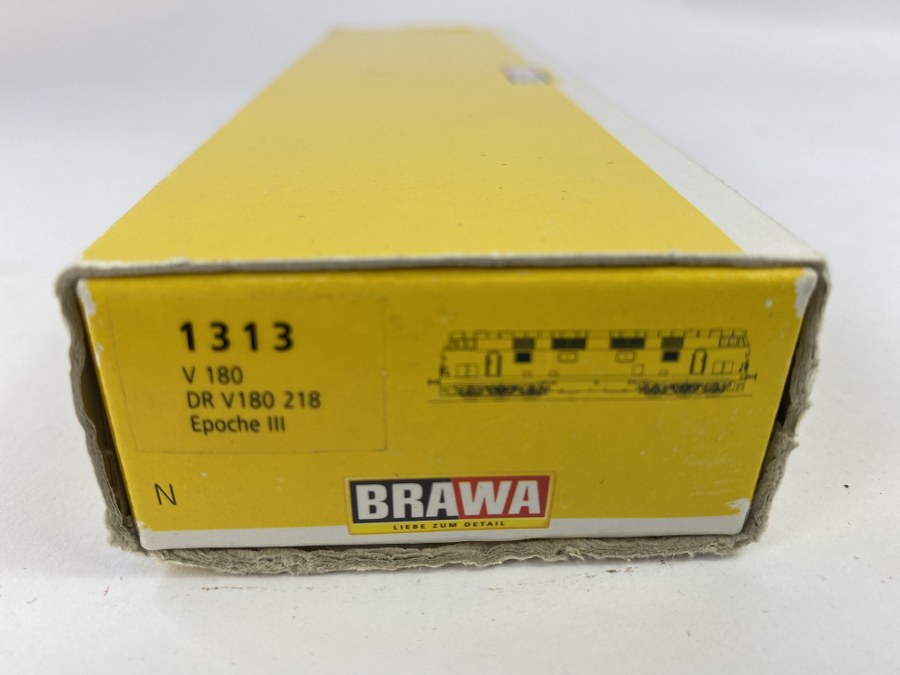 1313
V 180
DR V180 218
Epoche III
N
BRAWA
LIEBE ZUM DETAIL